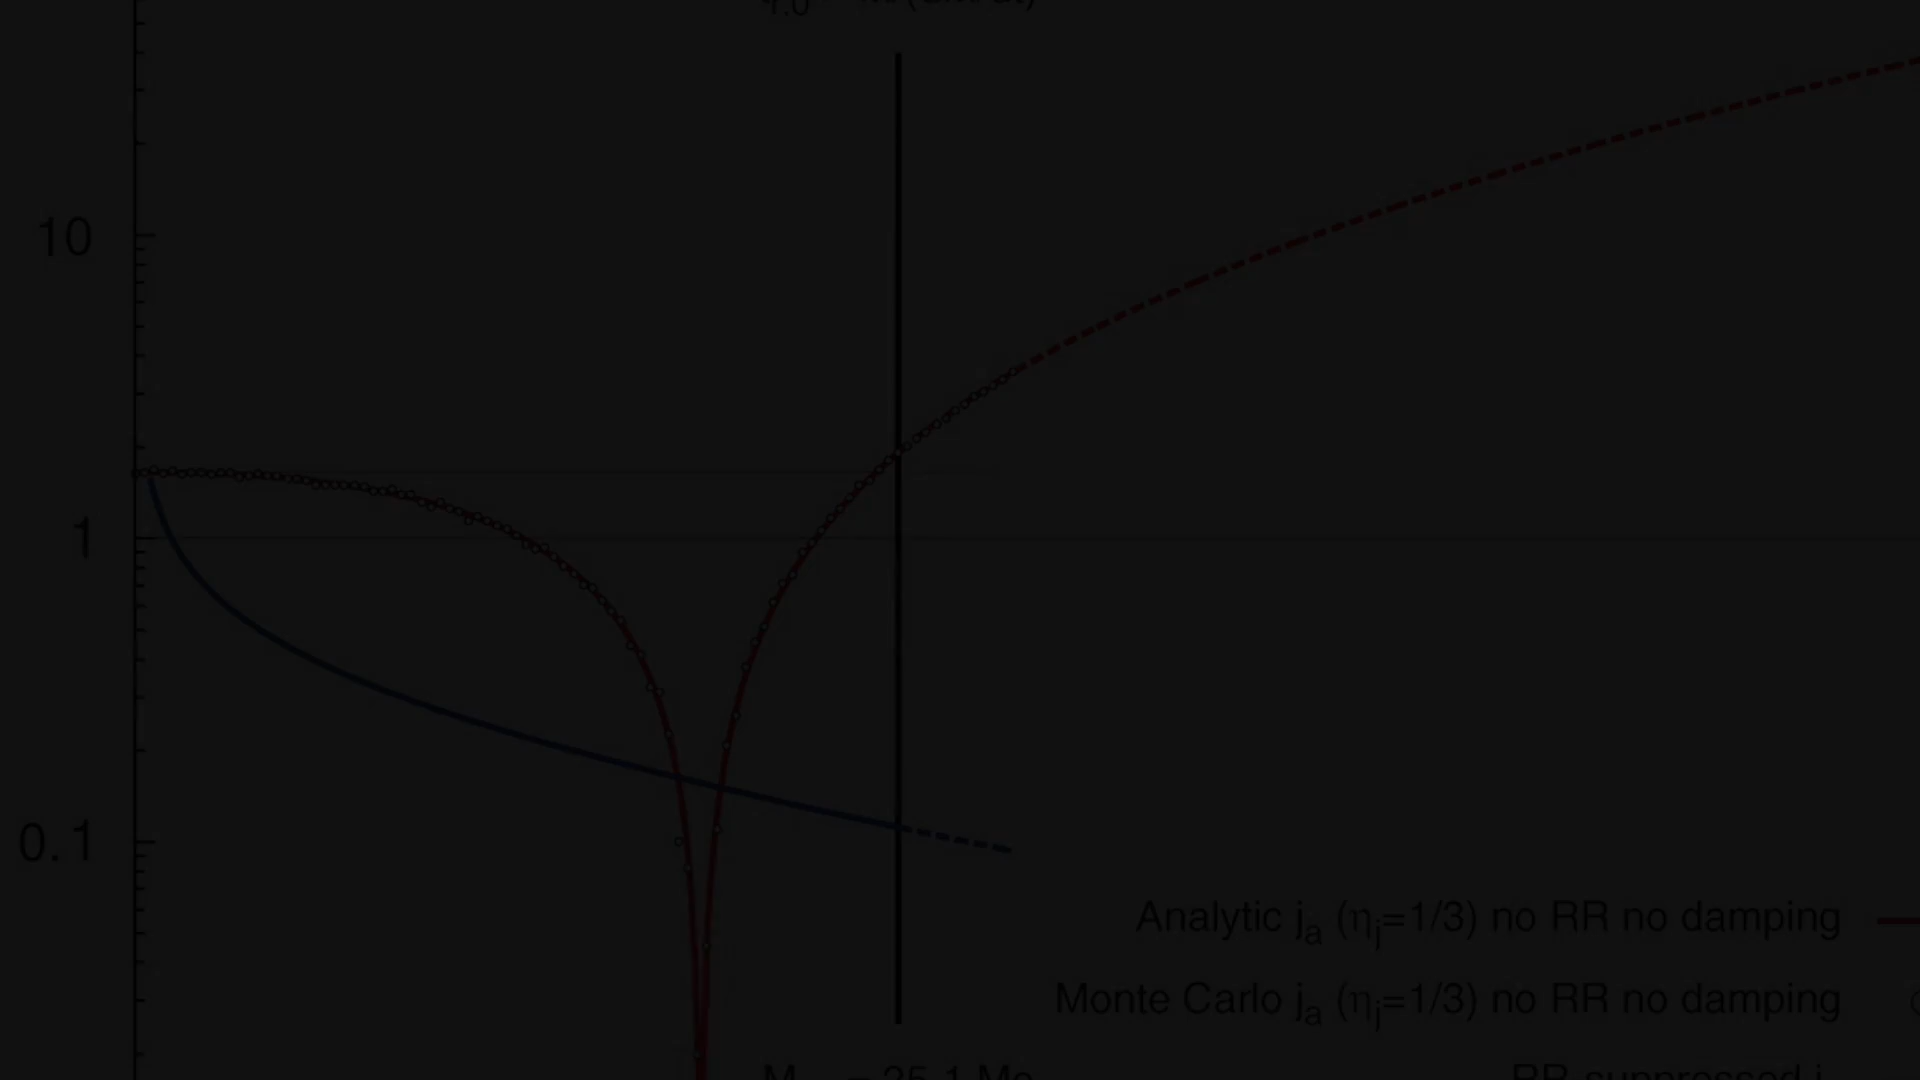 10
1
0.1
Analytic ja (ηj=1/3) no RR no damping
Monte Carlo ja (ηj=1/3) no RR no damping